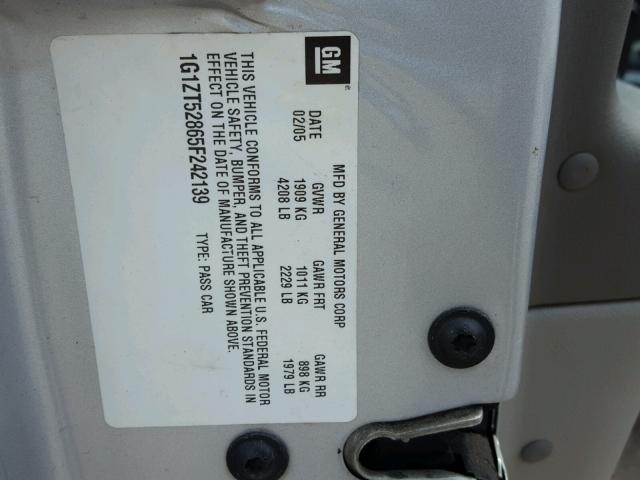 GM
MFD BY GENERAL MOTORS CORP
DATE GVWR GAWR FRT GAWR RR
02/05 1909 KG 1011 KG 898 KG
4208 LB 2229 LB 1979 LB
THIS VEHICLE CONFORMS TO ALL APPLICABLE U.S. FEDERAL MOTOR
VEHICLE SAFETY, BUMPER, AND THEFT PREVENTION STANDARDS IN
EFFECT ON THE DATE OF MANUFACTURE SHOWN ABOVE.
1G1ZT52865F242139 TYPE: PASS CAR